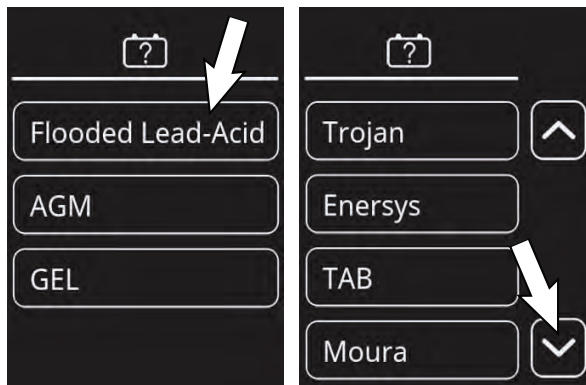 ?
Flooded Lead-Acid
AGM
GEL
?
Trojan
Enersys
TAB
Moura